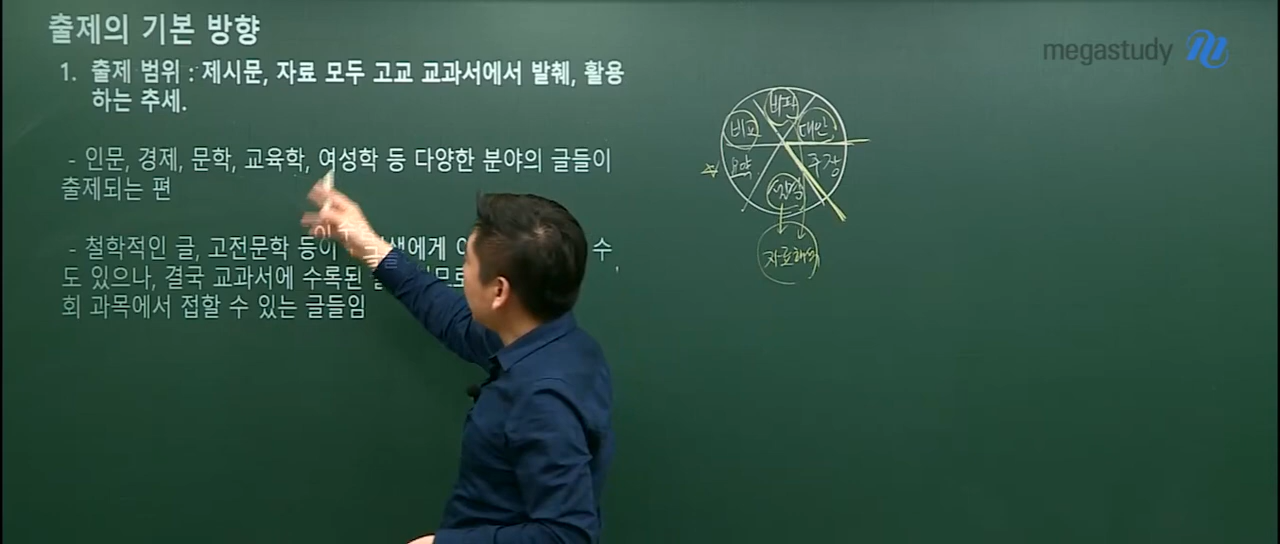 출제의 기본 방향
megastudy
1. 출제 범위 : 제시문, 자료 모두 고교 교과서에서 발췌, 활용
하는 추세.
- 인문, 경제, 문학, 교육학, 여성학 등 다양한 분야의 글들이
출제되는 편
- 철학적인 글, 고전문학 등이 수
도 있으나, 결국 교과서에 수록된
회 과목에서 접할 수 있는 글들임
비판
비교
대안
요약
주장
설명
자료해석